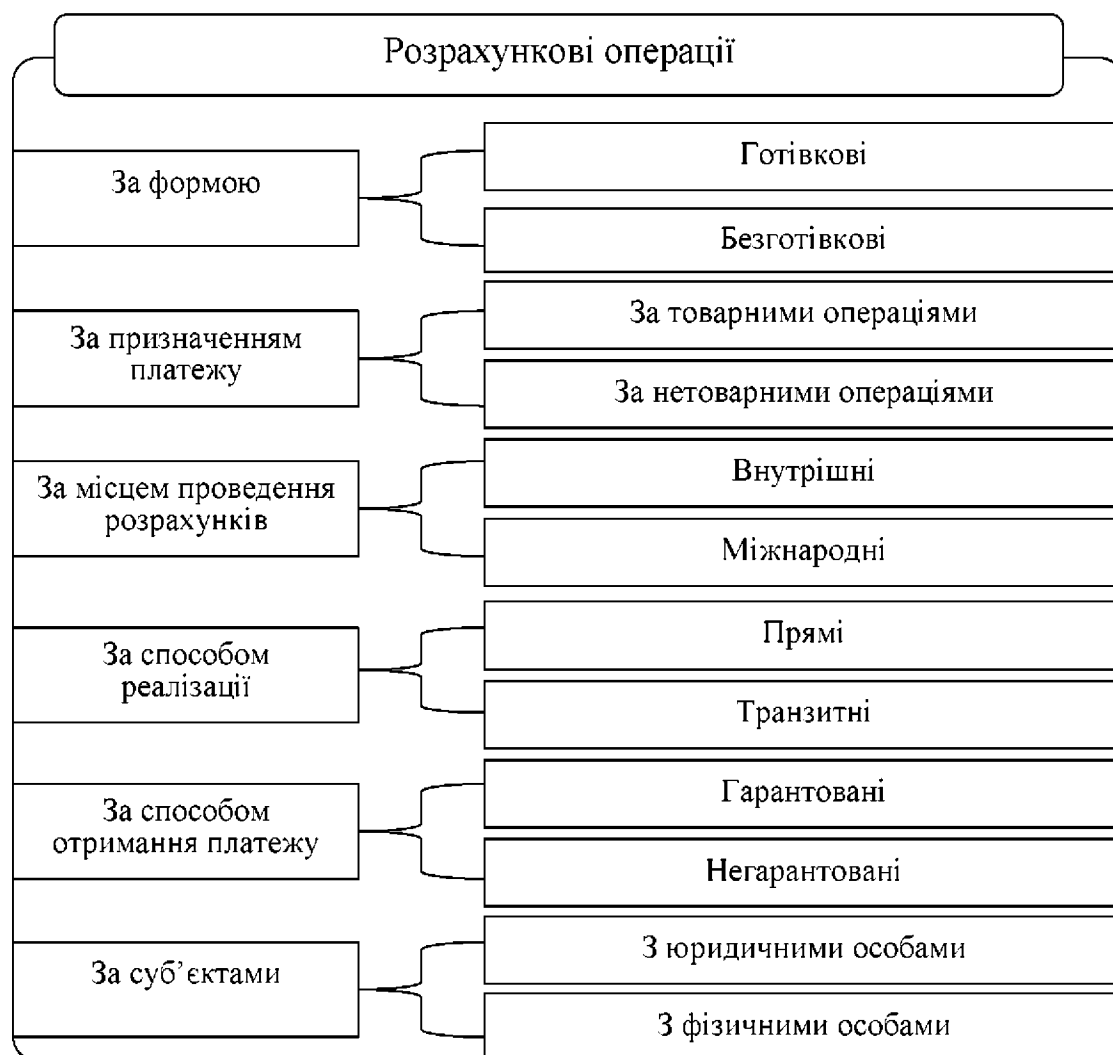 Розрахункові операції
За формою
Готівкові
Безготівкові
За призначенням
платежу
За товарними операціями
За нетоварними операціями
За місцем проведення
розрахунків
Внутрішні
Міжнародні
За способом
реалізації
Прямі
Транзитні
За способом
отримання платежу
Гарантовані
Негарантовані
За суб’єктами
З юридичними особами
З фізичними особами